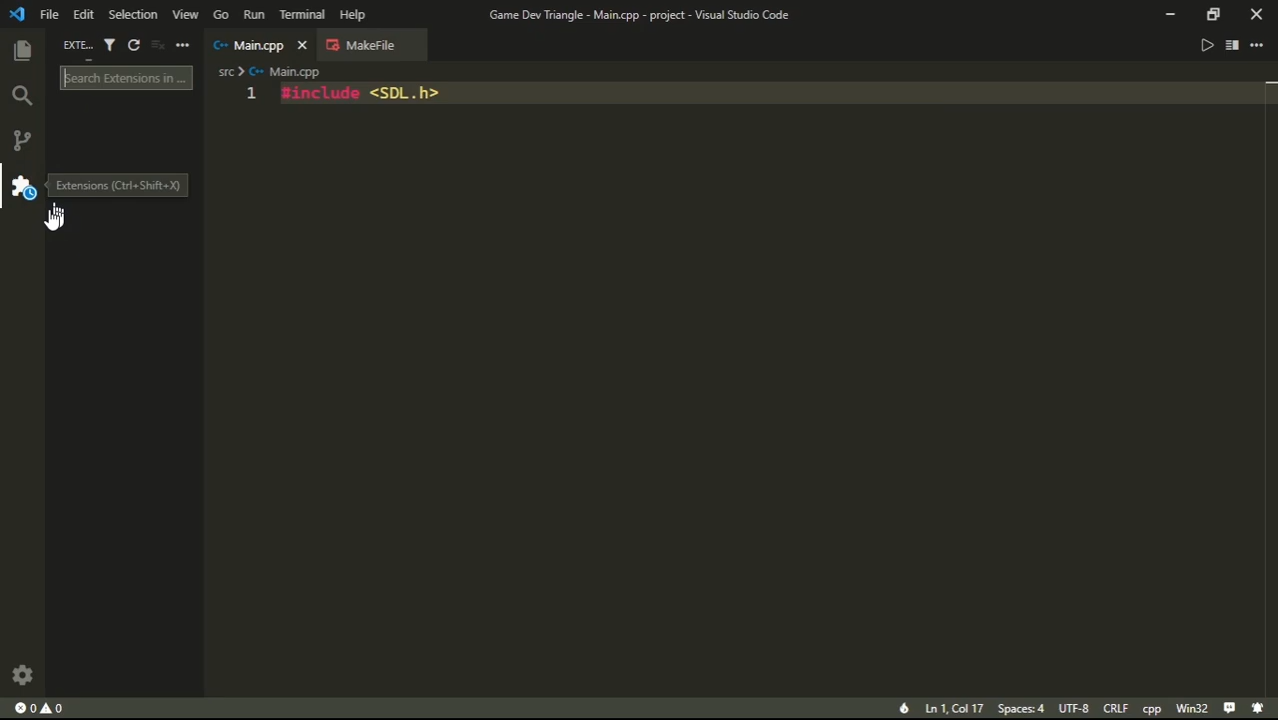 File Edit Selection View Go Run Terminal Help Game Dev Triangle - Main.cpp - project - Visual Studio Code
EXTE... Main.cpp MakeFile
Search Extensions in ... src > Main.cpp
1 #include <SDL.h>
Extensions (Ctrl+Shift+X)
0 0 Ln 1, Col 17 Spaces: 4 UTF-8 CRLF cpp Win32